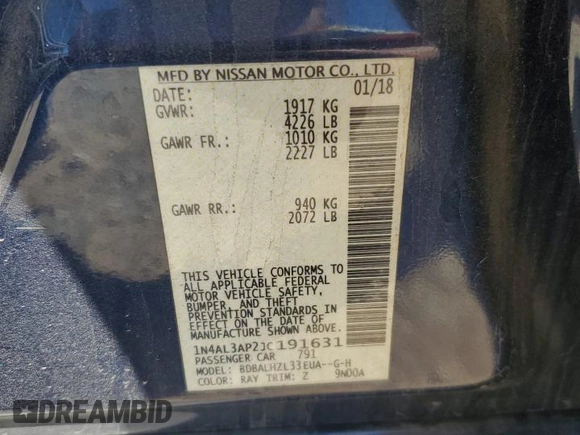 MFD BY NISSAN MOTOR CO., LTD.
DATE: 01/18
GVWR: 1917 KG
4226 LB
GAWR FR.: 1010 KG
2227 LB
GAWR RR.: 940 KG
2072 LB
THIS VEHICLE CONFORMS TO
ALL APPLICABLE FEDERAL
MOTOR VEHICLE SAFETY,
BUMPER, AND THEFT
PREVENTION STANDARDS IN
EFFECT ON THE DATE OF
MANUFACTURE SHOWN ABOVE.
1N4AL3AP2JC191631
PASSENGER CAR 791
MODEL: BDBALHZL33EUA--G-H
COLOR: RAY TRIM: Z 9N00A
CARFAST EXPRESS